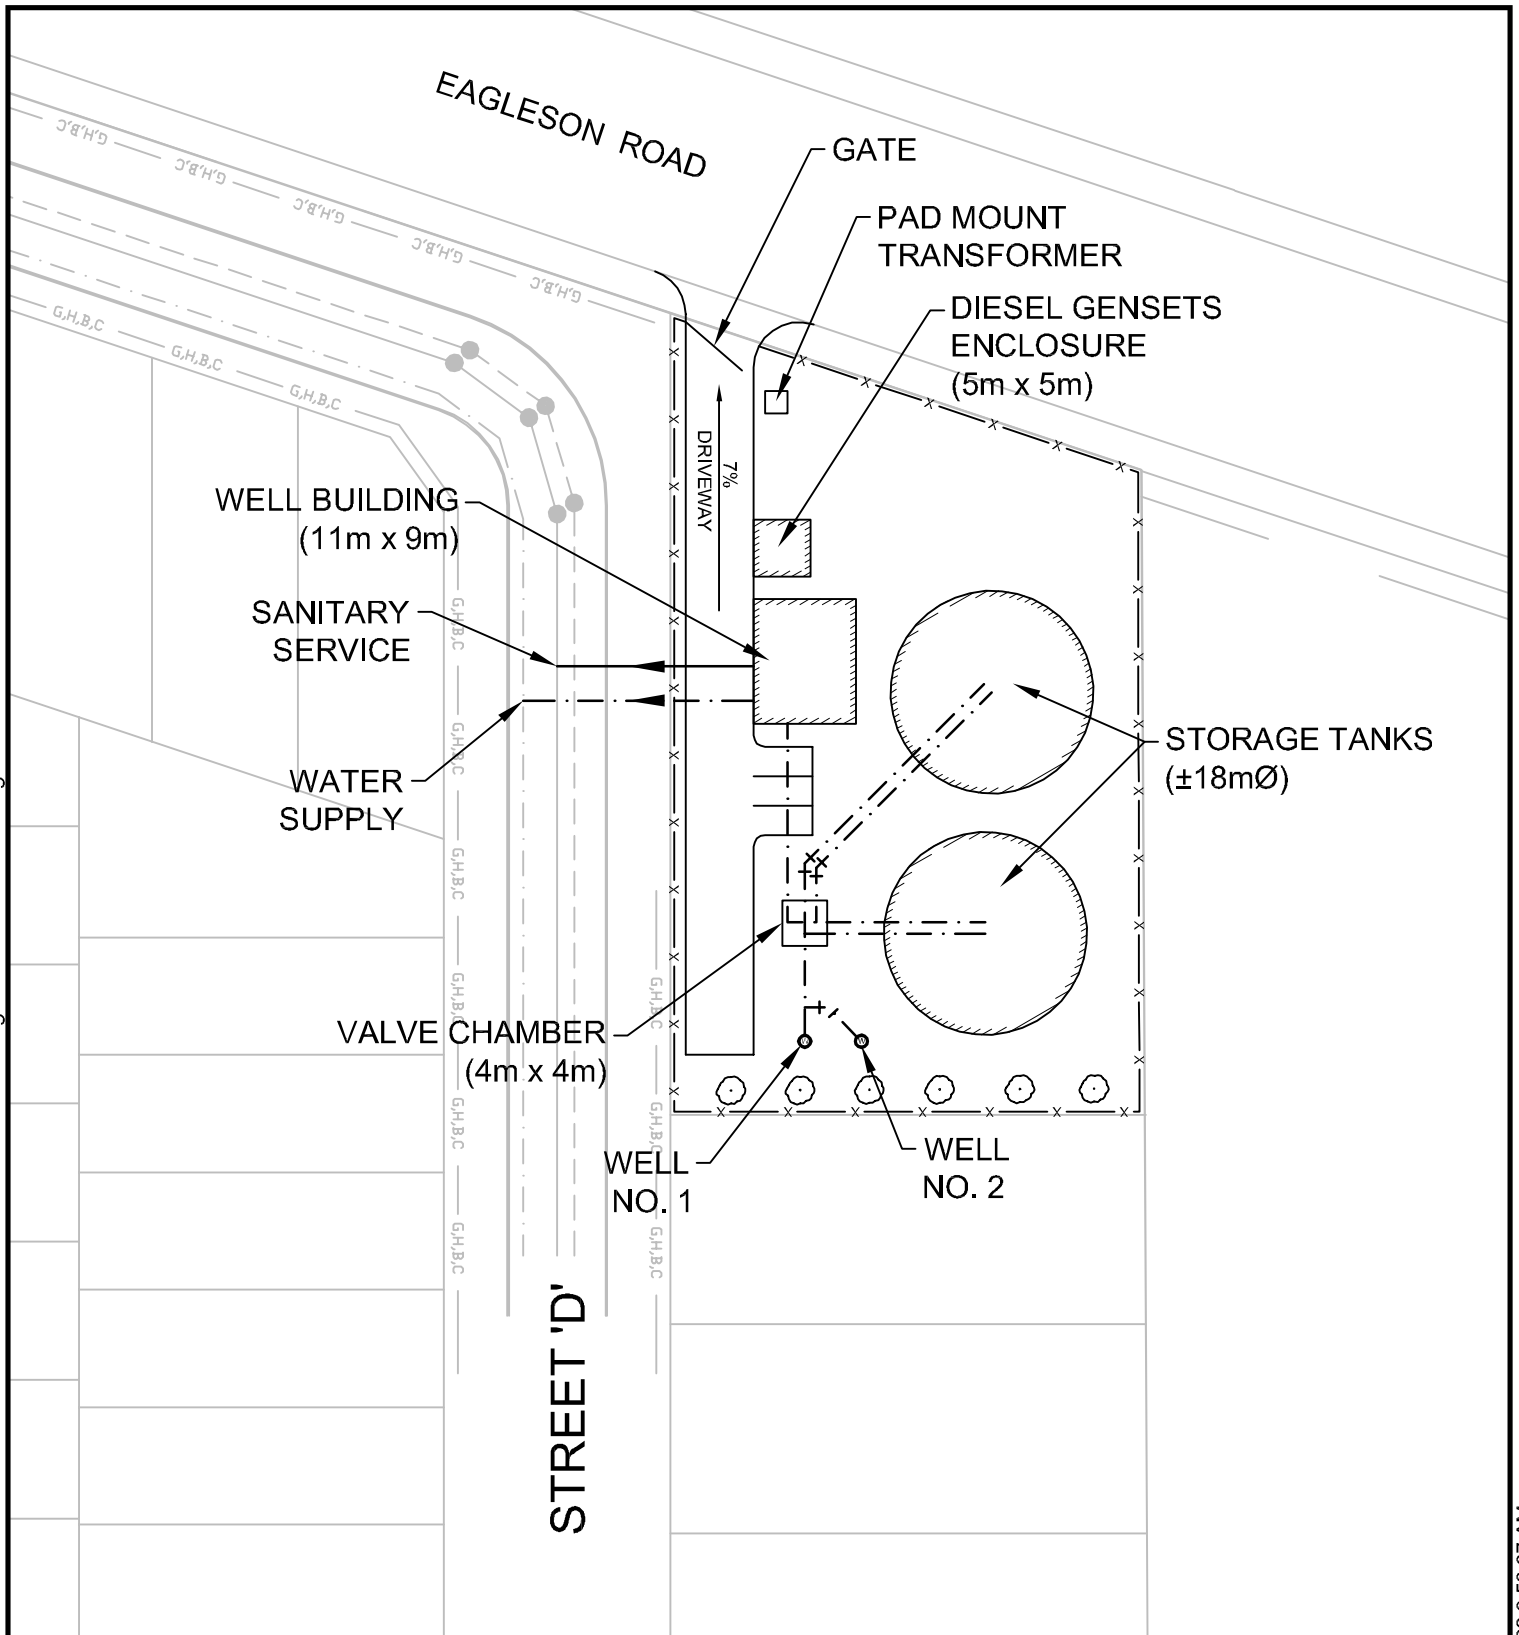 EAGLESON ROAD
GATE
PAD MOUNT
TRANSFORMER
DIESEL GENSETS
ENCLOSURE
(5m x 5m)
G,H,B,C
G,H,B,C
G,H,B,C
G,H,B,C
G,H,B,C
G,H,B,C
G,H,B,C
G,H,B,C
7%
DRIVEWAY
WELL BUILDING
(11m x 9m)
SANITARY
SERVICE
WATER
SUPPLY
STORAGE TANKS
(±18mØ)
VALVE CHAMBER
(4m x 4m)
WELL
NO. 1
WELL
NO. 2
G,H,B,C
G,H,B,C
G,H,B,C
G,H,B,C
G,H,B,C
G,H,B,C
G,H,B,C
G,H,B,C
G,H,B,C
STREET 'D'